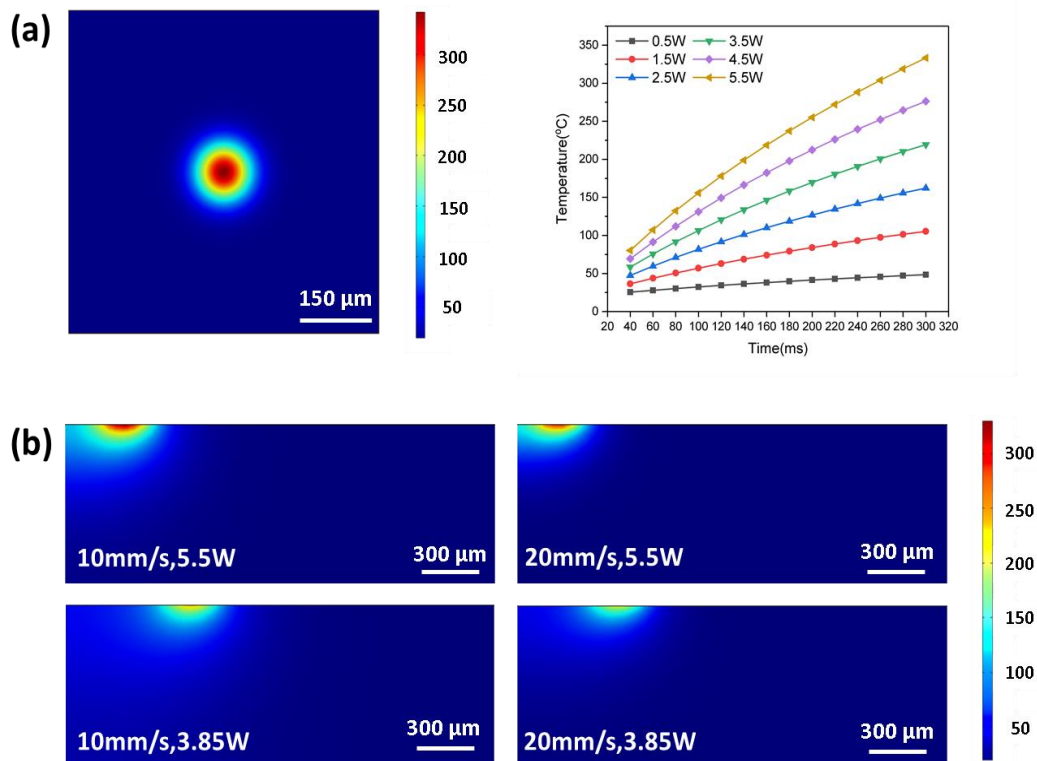 (a)
300
250
200
150
100
50
150 µm
0.5W 3.5W
1.5W 4.5W
2.5W 5.5W
Temperature(°C)
350
300
250
200
150
100
50
0
20 40 60 80 100 120 140 160 180 200 220 240 260 280 300 320
Time(ms)
(b)
10mm/s,5.5W
300 µm
20mm/s,5.5W
300 µm
10mm/s,3.85W
300 µm
20mm/s,3.85W
300 µm
300
250
200
150
100
50